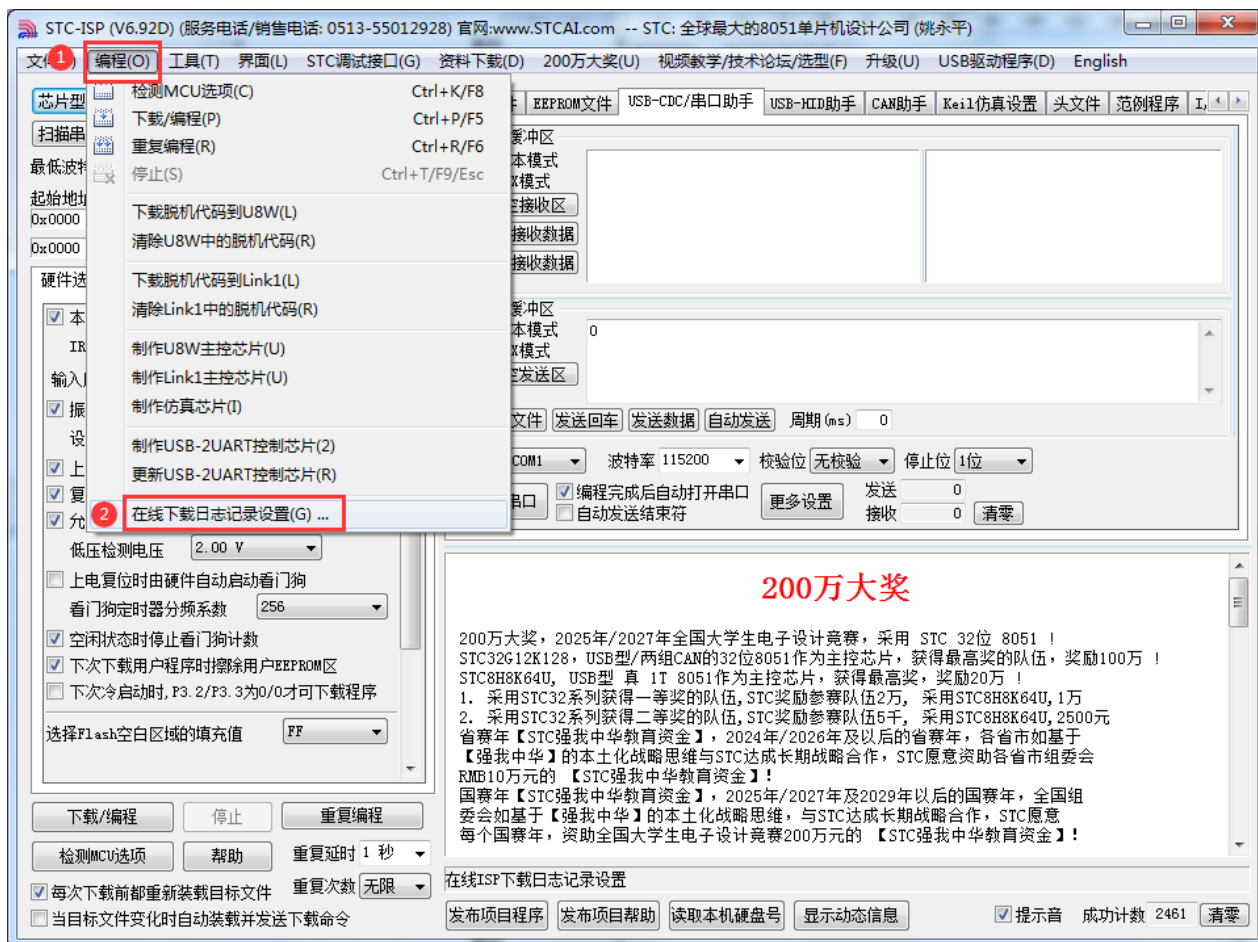 STC-ISP (V6.92D) (服务电话/销售电话: 0513-55012928) 官网:www.STCAI.com -- STC: 全球最大的8051单片机设计公司 (姚永平)
1
编程(O) 工具(T) 界面(L) STC调试接口(G) 资料下载(D) 200万大奖(U) 视频教学/技术论坛/选型(F) 升级(U) USB驱动程序(D) English
芯片型
检测MCU选项(C) Ctrl+K/F8
下载/编程(P) Ctrl+P/F5
重复编程(R) Ctrl+R/F6
停止(S) Ctrl+T/F9/Esc
下载脱机代码到U8W(L)
清除U8W中的脱机代码(R)
下载脱机代码到Link1(L)
清除Link1中的脱机代码(R)
制作U8W主控芯片(U)
制作Link1主控芯片(U)
制作仿真芯片(I)
制作USB-2UART控制芯片(2)
更新USB-2UART控制芯片(R)
2
在线下载日志记录设置(G) ...
EEPROM文件 USB-CDC/串口助手 USB-HID助手 CAN助手 Keil仿真设置 头文件 范例程序 I,
扫描串
最低波特
起始地址
0x0000
0x0000
硬件选
本
IR
输入
振
设
上
复
允
缓冲区
本模式
X模式
接收区
接收数据
接收数据
缓冲区
本模式 0
X模式
发送区
文件 发送回车 发送数据 自动发送 周期(ms) 0
COM1 波特率 115200 校验位 无校验 停止位 1位
串口 编程完成后自动打开串口 更多设置 发送 0
自动发送结束符 接收 0 清零
低压检测电压 2.00 V
上电复位时由硬件自动启动看门狗
看门狗定时器分频系数 256
空闲状态时停止看门狗计数
下次下载用户程序时擦除用户EEPROM区
下次冷启动时,P3.2/P3.3为0/0才可下载程序
选择Flash空白区域的填充值 FF
下载/编程 停止 重复编程
检测MCU选项 帮助 重复延时 1 秒
每次下载前都重新装载目标文件 重复次数 无限
当目标文件变化时自动装载并发送下载命令
200万大奖
200万大奖，2025年/2027年全国大学生电子设计竞赛，采用 STC 32位 8051 ！
STC32G12K128，USB型/两组CAN的32位8051作为主控芯片，获得最高奖的队伍，奖励100万 ！
STC8H8K64U, USB型 真 1T 8051作为主控芯片，获得最高奖，奖励20万 ！
1. 采用STC32系列获得一等奖的队伍,STC奖励参赛队伍2万, 采用STC8H8K64U,1万
2. 采用STC32系列获得二等奖的队伍,STC奖励参赛队伍5千, 采用STC8H8K64U,2500元
省赛年【STC强我中华教育资金】，2024年/2026年及以后的省赛年，各省市如基于
【强我中华】的本土化战略思维与STC达成长期战略合作，STC愿意资助各省市组委会
RMB10万元的 【STC强我中华教育资金】！
国赛年【STC强我中华教育资金】，2025年/2027年及2029年以后的国赛年，全国组
委会如基于【强我中华】的本土化战略思维，与STC达成长期战略合作，STC愿意
每个国赛年，资助全国大学生电子设计竞赛200万元的 【STC强我中华教育资金】！
在线ISP下载日志记录设置
发布项目程序 发布项目帮助 读取本机硬盘号 显示动态信息 提示音 成功计数 2461 清零